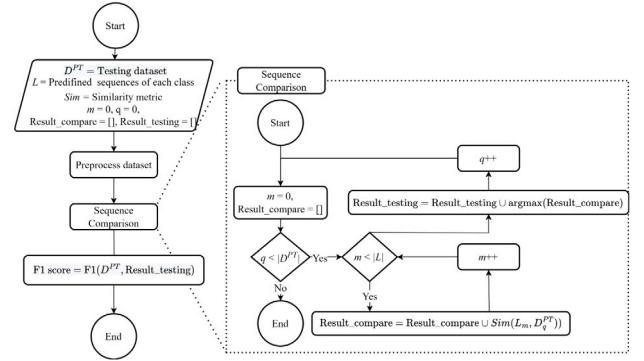 Start
D^{PT} = Testing dataset
L = Predifined sequences of each class
Sim = Similarity metric
m = 0, q = 0,
Result_compare = [], Result_testing = []
Preprocess dataset
Sequence
Comparison
F1 score = F1(D^{PT}, Result_testing)
End
Sequence
Comparison
Start
q++
m = 0,
Result_compare = []
Result_testing = Result_testing ∪ argmax(Result_compare)
q < |D^{PT}|
Yes
m < |L|
m++
No
Yes
End
Result_compare = Result_compare ∪ Sim(L_m, D_q^{PT}))